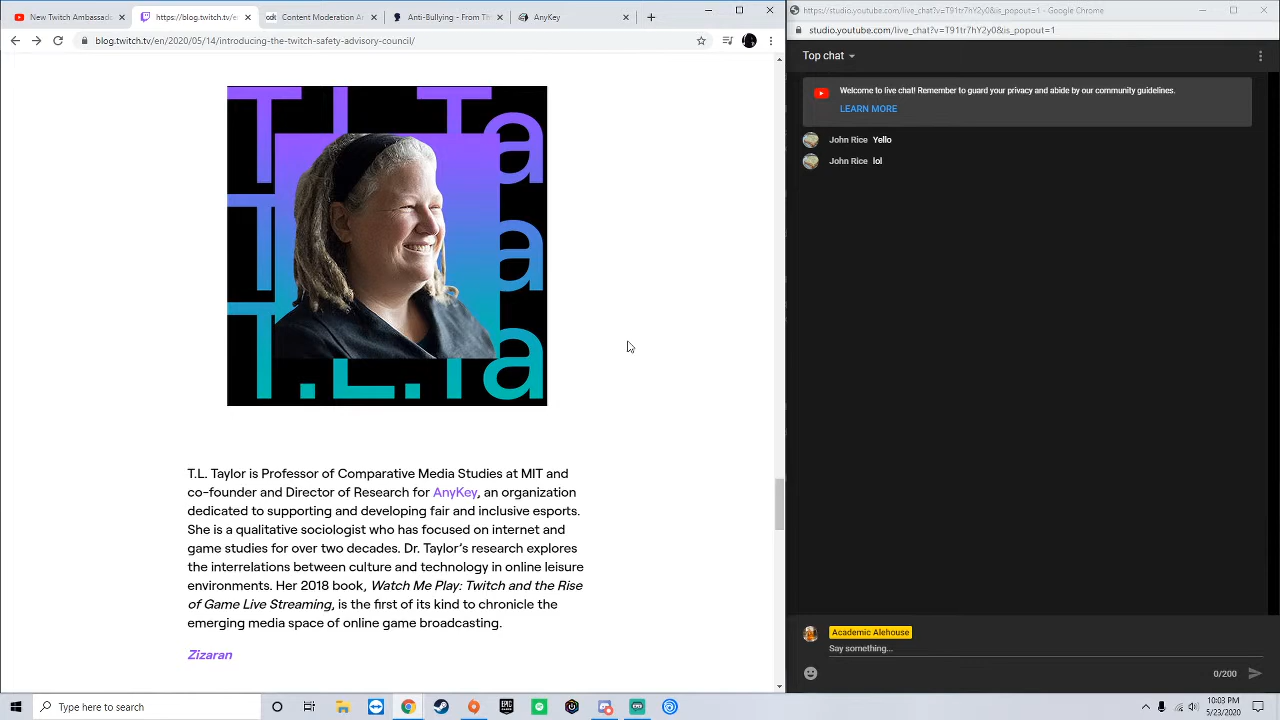 New Twitch Ambassado
https://blog.twitch.tv/e
Content Moderation A
Anti-Bullying - From Ti
AnyKey
https://studio.youtube.com/live_chat?v=T91tr7hY2y0&is_popout=1 - Google Chrome
blog.twitch.tv/en/2020/05/14/introducing-the-twitch-safety-advisory-council/
studio.youtube.com/live_chat?v=T91tr7hY2y0&is_popout=1
Top chat
Welcome to live chat! Remember to guard your privacy and abide by our community guidelines.
LEARN MORE
John Rice Yello
John Rice lol
T.L.Ta
T.L. Taylor is Professor of Comparative Media Studies at MIT and
co-founder and Director of Research for AnyKey, an organization
dedicated to supporting and developing fair and inclusive esports.
She is a qualitative sociologist who has focused on internet and
game studies for over two decades. Dr. Taylor's research explores
the interrelations between culture and technology in online leisure
environments. Her 2018 book, Watch Me Play: Twitch and the Rise
of Game Live Streaming, is the first of its kind to chronicle the
emerging media space of online game broadcasting.
Zizaran
Academic Alehouse
Say something...
0/200
Type here to search
10:03 PM
5/23/2020